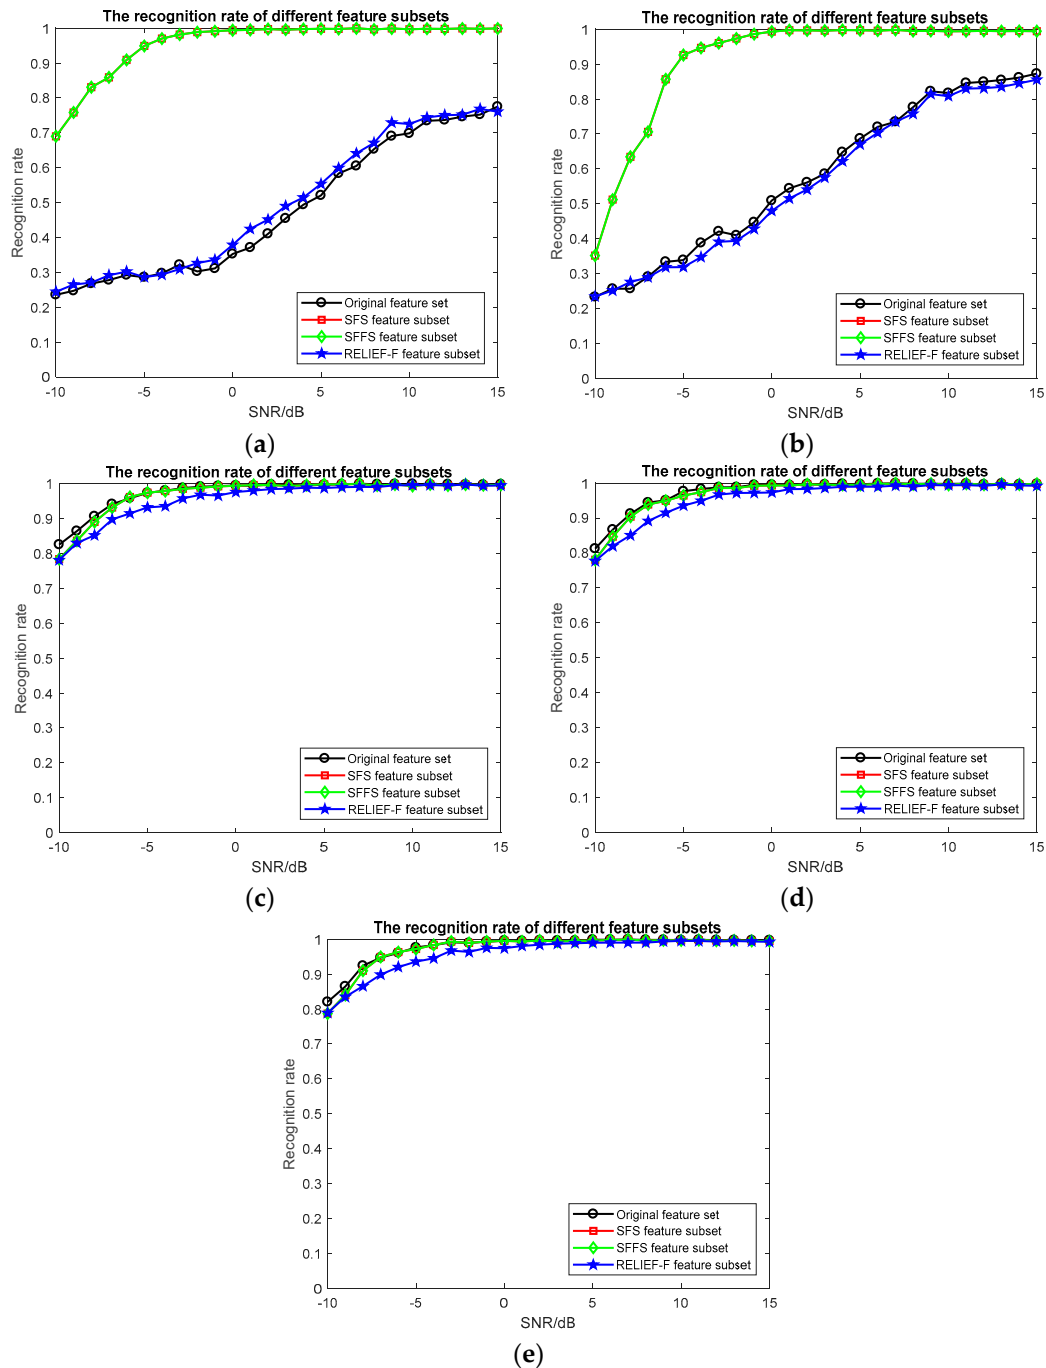 The recognition rate of different feature subsets
1
0.9
0.8
0.7
0.6
0.5
0.4
0.3
0.2
0.1
0
Recognition rate
-10
-5
0
5
10
15
SNR/dB
Original feature set
SFS feature subset
SFFS feature subset
RELIEF-F feature subset
(a)
The recognition rate of different feature subsets
1
0.9
0.8
0.7
0.6
0.5
0.4
0.3
0.2
0.1
0
Recognition rate
-10
-5
0
5
10
15
SNR/dB
Original feature set
SFS feature subset
SFFS feature subset
RELIEF-F feature subset
(b)
The recognition rate of different feature subsets
1
0.9
0.8
0.7
0.6
0.5
0.4
0.3
0.2
0.1
0
Recognition rate
-10
-5
0
5
10
15
SNR/dB
Original feature set
SFS feature subset
SFFS feature subset
RELIEF-F feature subset
(c)
The recognition rate of different feature subsets
1
0.9
0.8
0.7
0.6
0.5
0.4
0.3
0.2
0.1
0
Recognition rate
-10
-5
0
5
10
15
SNR/dB
Original feature set
SFS feature subset
SFFS feature subset
RELIEF-F feature subset
(d)
The recognition rate of different feature subsets
1
0.9
0.8
0.7
0.6
0.5
0.4
0.3
0.2
0.1
0
Recognition rate
-10
-5
0
5
10
15
SNR/dB
Original feature set
SFS feature subset
SFFS feature subset
RELIEF-F feature subset
(e)